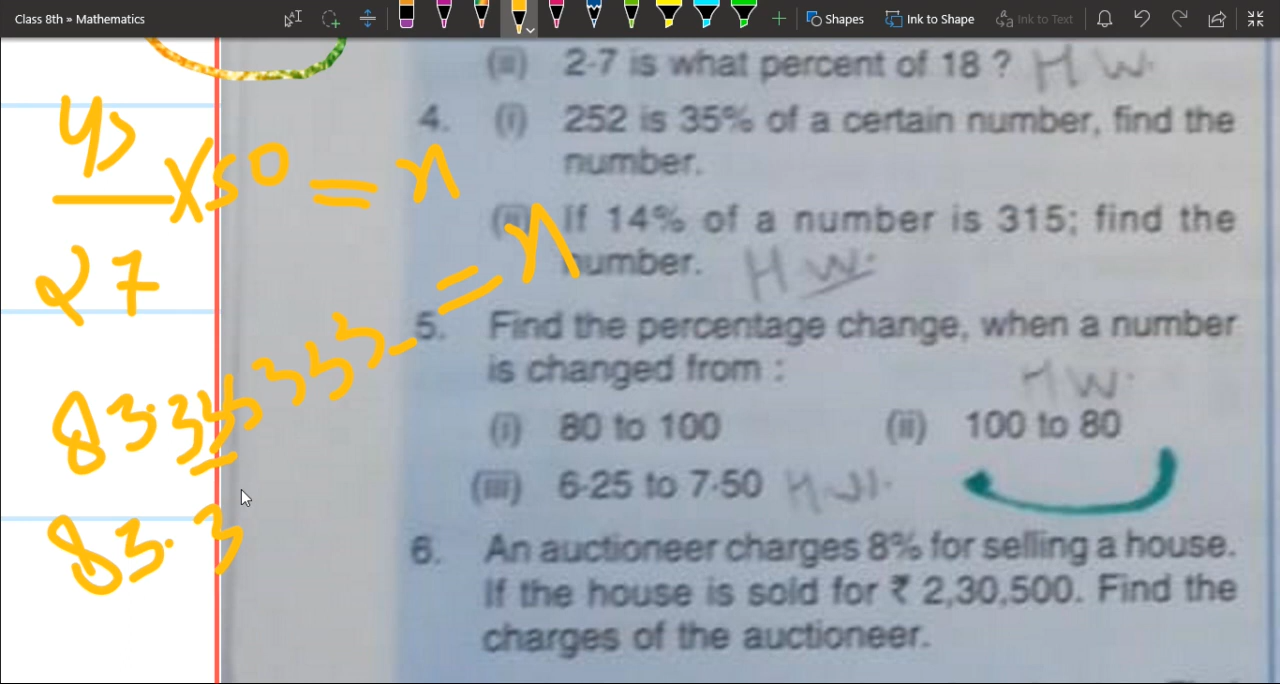 Class 8th » Mathematics
Shapes
Ink to Shape
Ink to Text
(ii) 2·7 is what percent of 18 ? H W.
4. (i) 252 is 35% of a certain number, find the
number.
(ii) If 14% of a number is 315; find the
number. H W.
5. Find the percentage change, when a number
is changed from :
H W.
(i) 80 to 100 (ii) 100 to 80
(iii) 6·25 to 7·50 H W.
6. An auctioneer charges 8% for selling a house.
If the house is sold for ₹ 2,30,500. Find the
charges of the auctioneer.
45
× 50 = x
27
83.333333 - = x
83.3